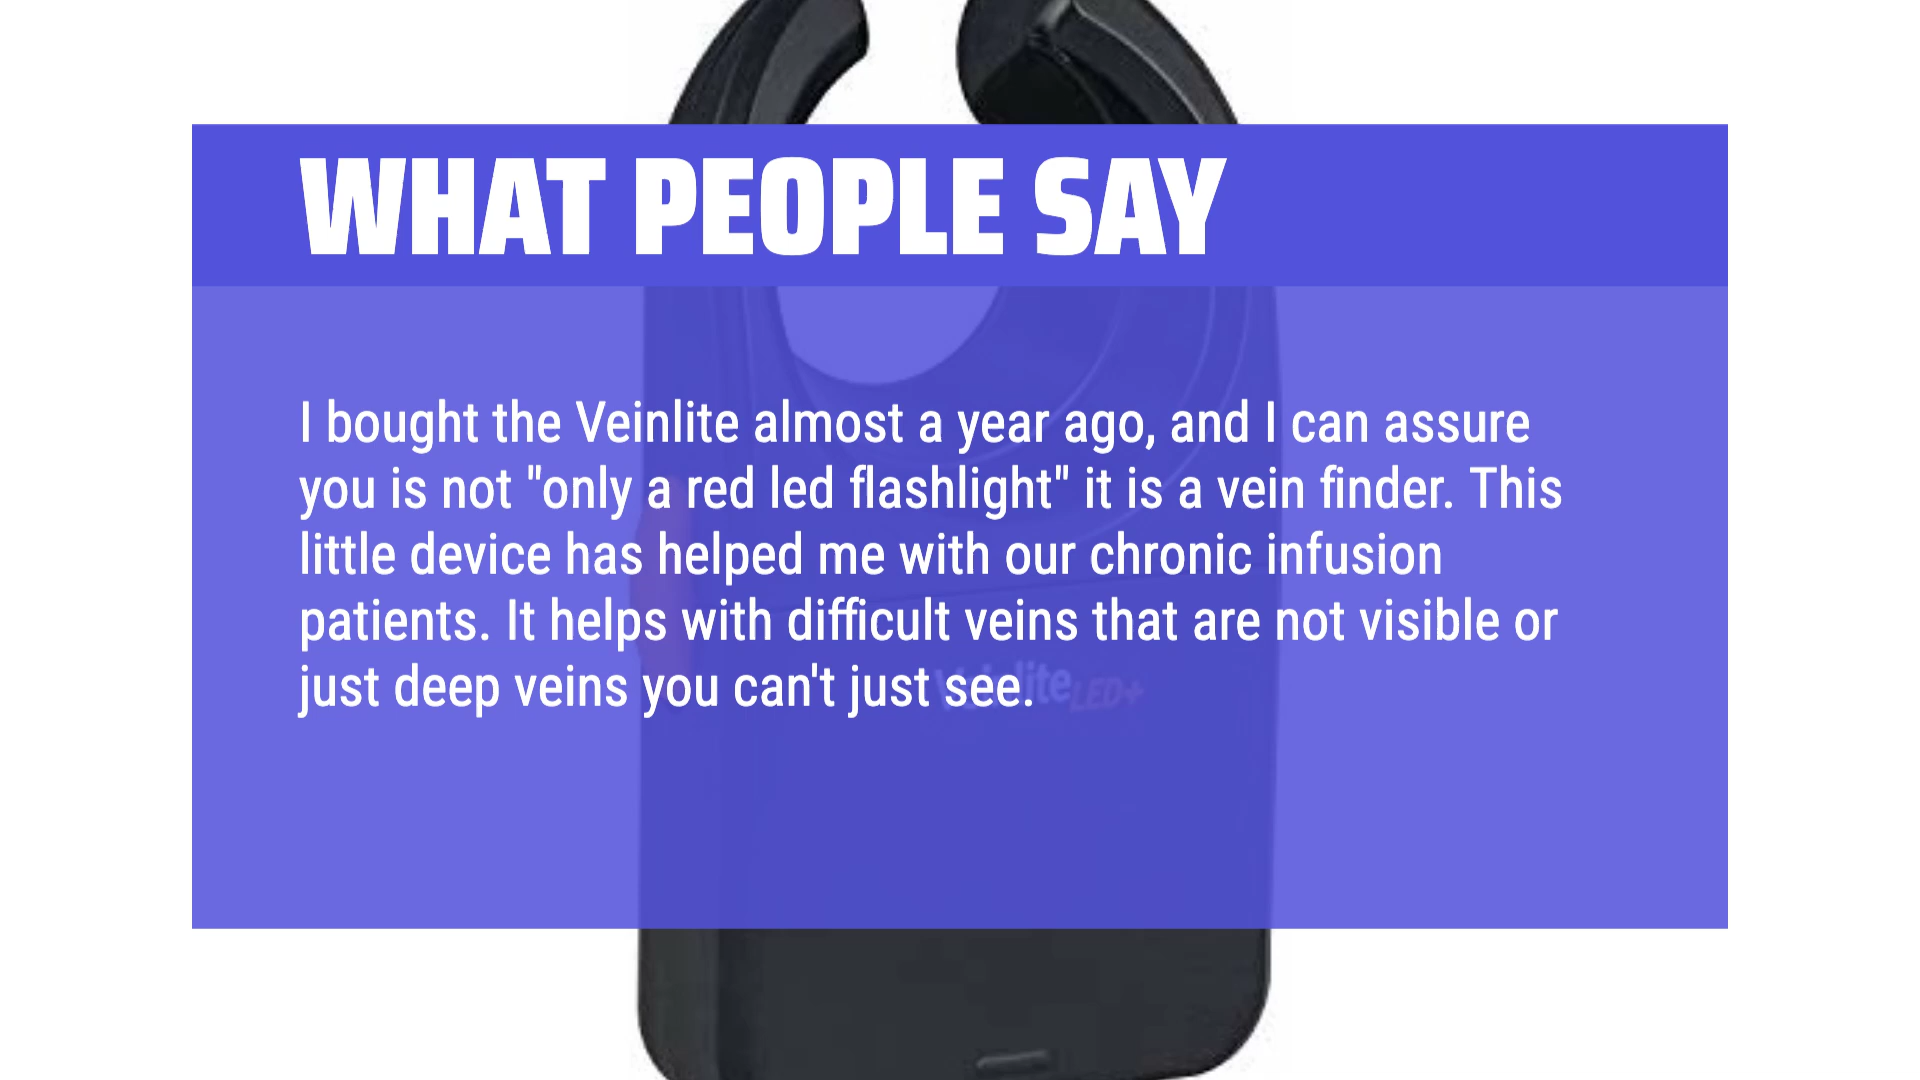 WHAT PEOPLE SAY
I bought the Veinlite almost a year ago, and I can assure
you is not "only a red led flashlight" it is a vein finder. This
little device has helped me with our chronic infusion
patients. It helps with difficult veins that are not visible or
just deep veins you can't just see.
VeinliteLED+